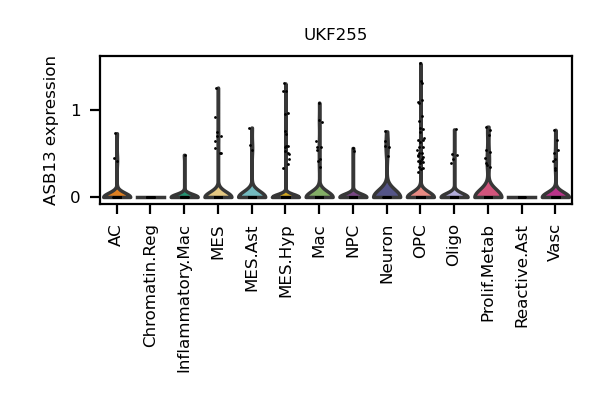 UKF255
ASB13 expression
1
0
AC
Chromatin.Reg
Inflammatory.Mac
MES
MES.Ast
MES.Hyp
Mac
NPC
Neuron
OPC
Oligo
Prolif.Metab
Reactive.Ast
Vasc